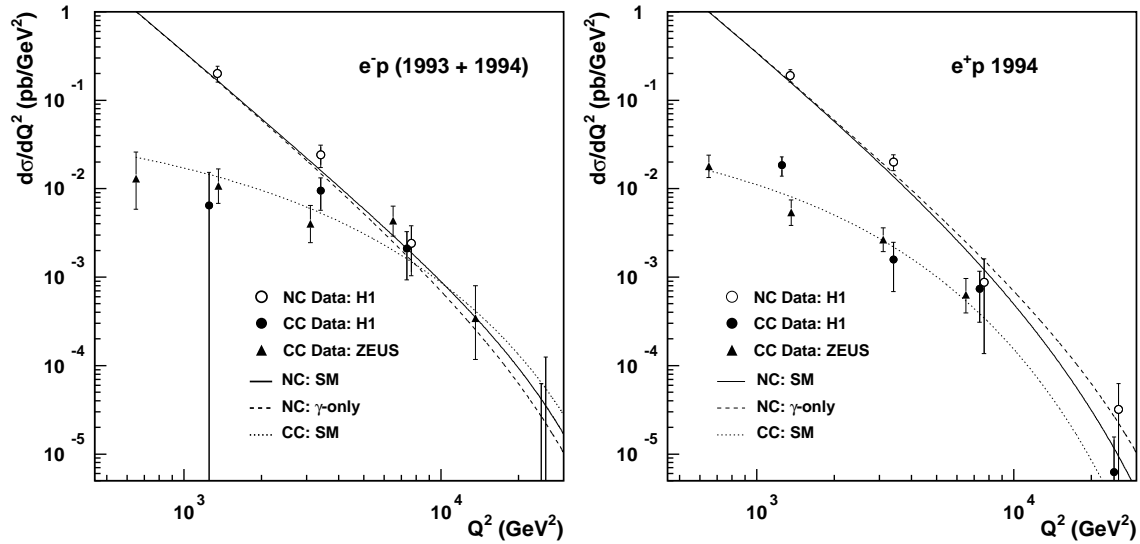 e⁻p (1993 + 1994)
dσ/dQ² (pb/GeV²)
1
10⁻¹
10⁻²
10⁻³
10⁻⁴
10⁻⁵
NC Data: H1
CC Data: H1
CC Data: ZEUS
NC: SM
NC: γ-only
CC: SM
10³
10⁴
Q² (GeV²)
e⁺p 1994
dσ/dQ² (pb/GeV²)
1
10⁻¹
10⁻²
10⁻³
10⁻⁴
10⁻⁵
NC Data: H1
CC Data: H1
CC Data: ZEUS
NC: SM
NC: γ-only
CC: SM
10³
10⁴
Q² (GeV²)